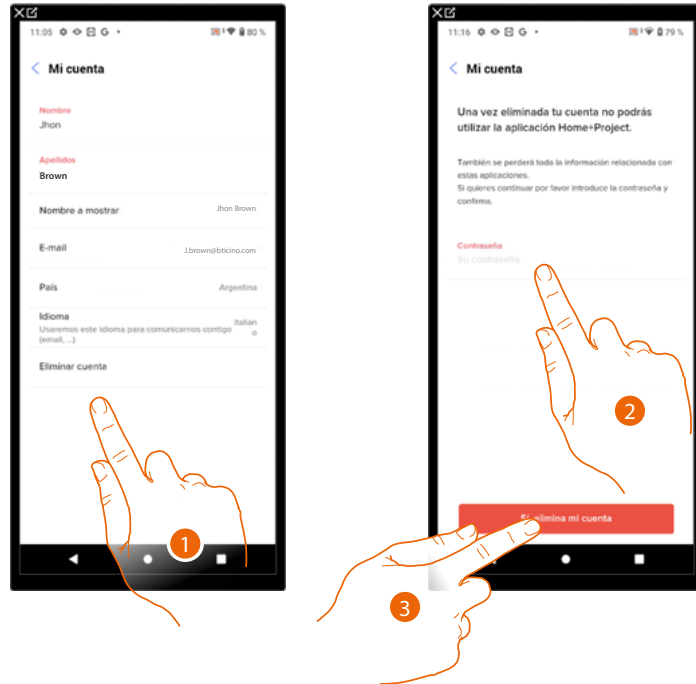 11:05 G 80 %
Mi cuenta
Nombre
Jhon
Apellidos
Brown
Nombre a mostrar Jhon Brown
E-mail J.brown@bticino.com
País Argentina
Idioma
Usaremos este idioma para comunicarnos contigo (email, ...)
Italiano
Eliminar cuenta
1
11:16 G 79 %
Mi cuenta
Una vez eliminada tu cuenta no podrás
utilizar la aplicación Home+Project.
También se perderá toda la información relacionada con
estas aplicaciones.
Si quieres continuar por favor introduce la contraseña y
confirma.
Contraseña
Su contraseña
2
elimina mi cuenta
3